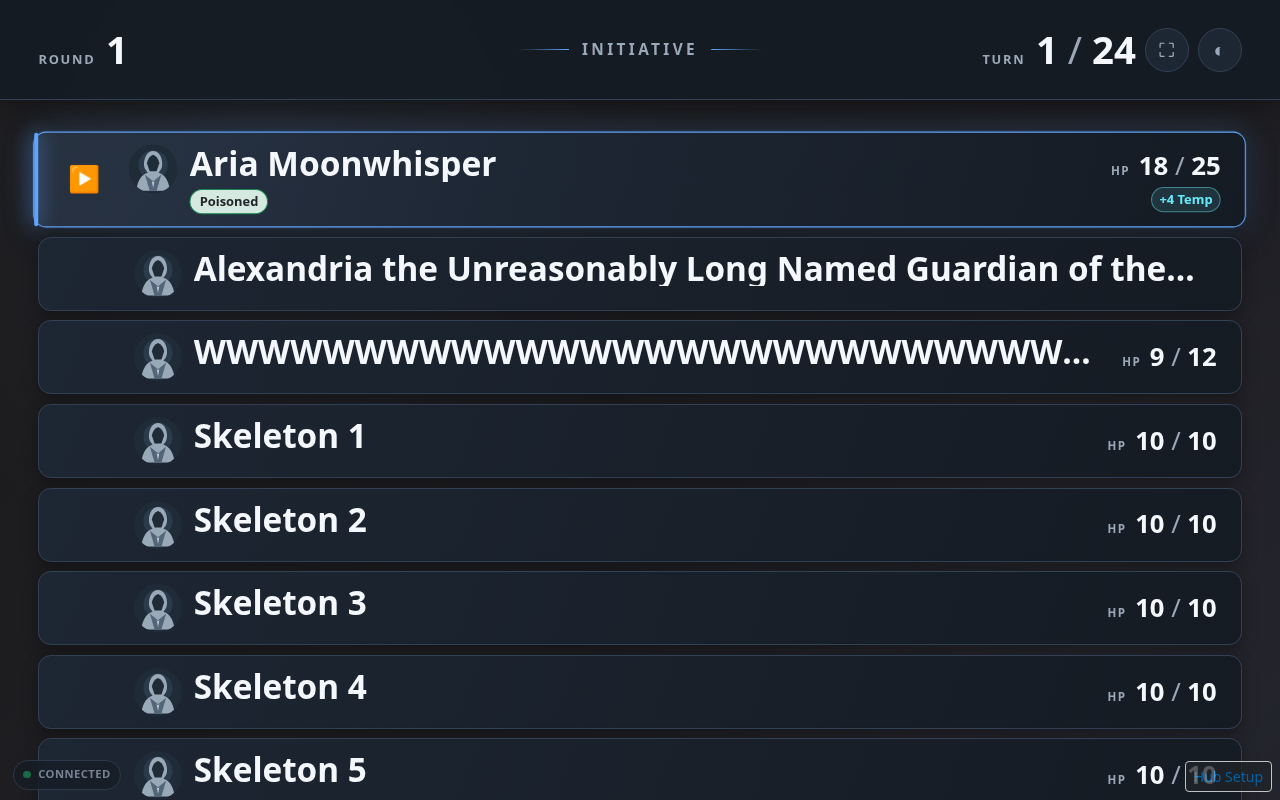 ROUND 1
INITIATIVE
TURN 1 / 24
Aria Moonwhisper
Poisoned
HP 18 / 25
+4 Temp
Alexandria the Unreasonably Long Named Guardian of the...
WWWWWWWWWWWWWWWWWWWWWWWWWWW...
HP 9 / 12
Skeleton 1
HP 10 / 10
Skeleton 2
HP 10 / 10
Skeleton 3
HP 10 / 10
Skeleton 4
HP 10 / 10
Skeleton 5
HP 10 / 10
CONNECTED
Hub Setup